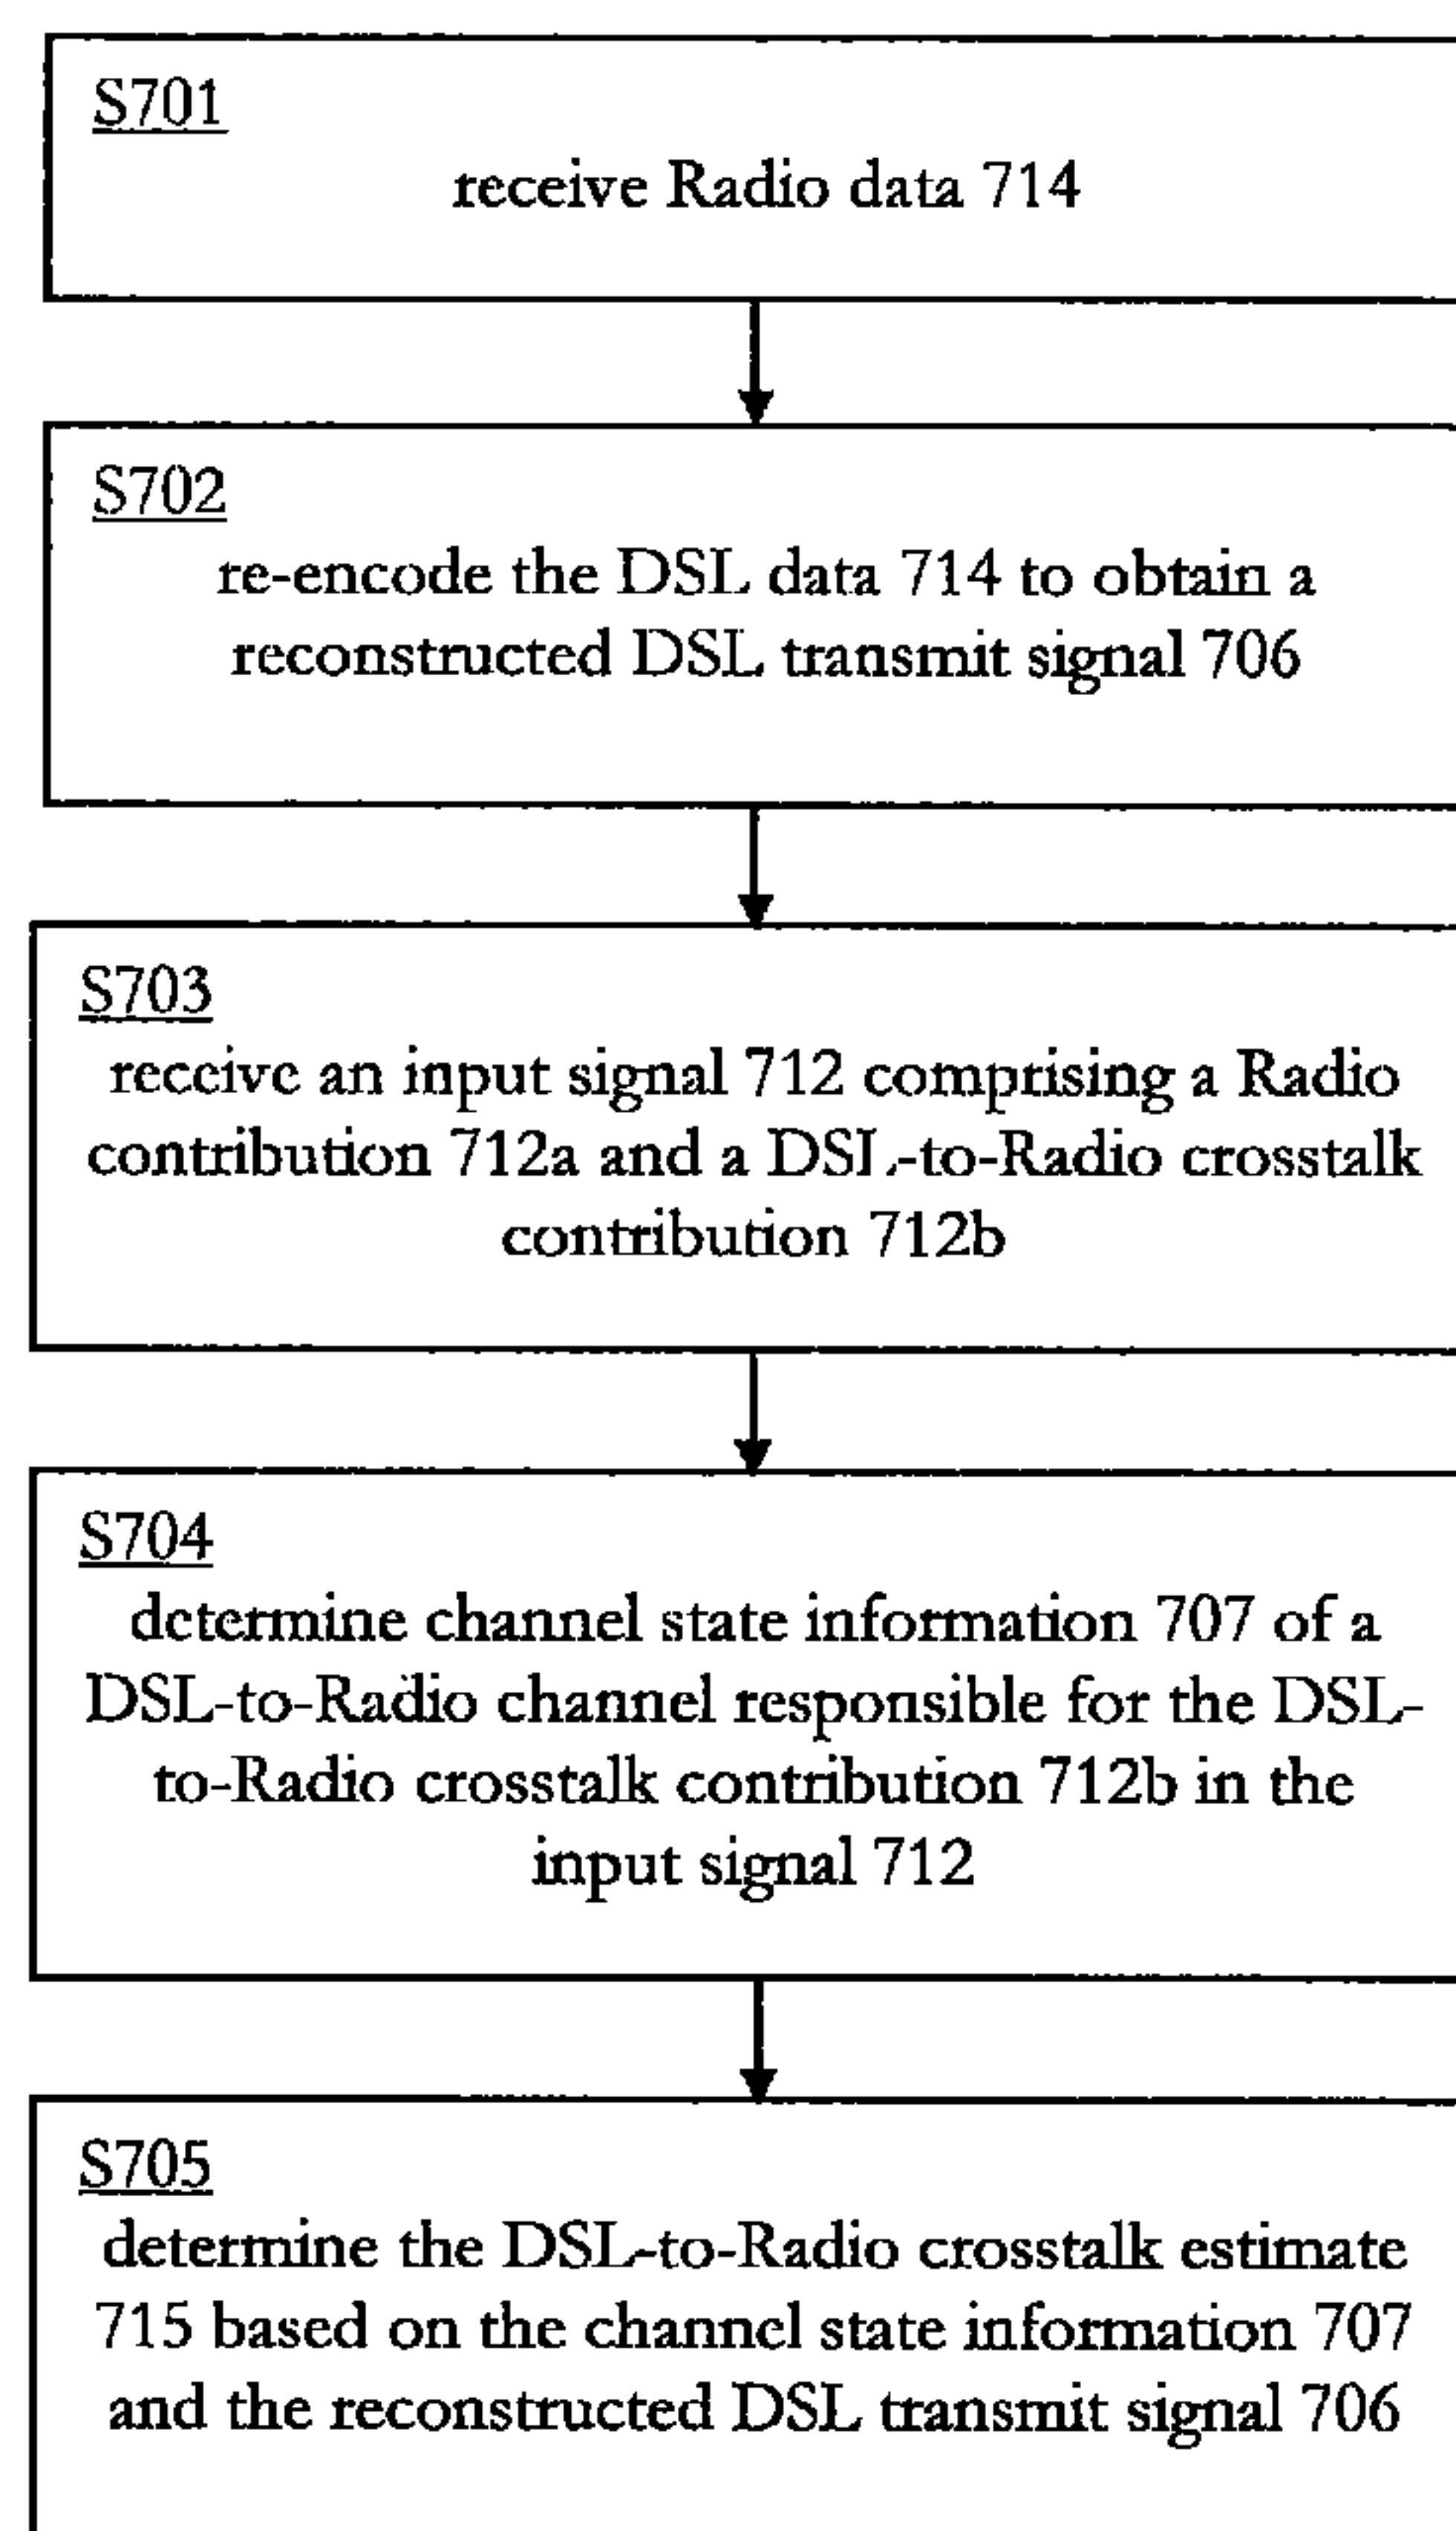 S701
receive Radio data 714
S702
re-encode the DSL data 714 to obtain a
reconstructed DSL transmit signal 706
S703
receive an input signal 712 comprising a Radio
contribution 712a and a DSL-to-Radio crosstalk
contribution 712b
S704
determine channel state information 707 of a
DSL-to-Radio channel responsible for the DSL-
to-Radio crosstalk contribution 712b in the
input signal 712
S705
determine the DSL-to-Radio crosstalk estimate
715 based on the channel state information 707
and the reconstructed DSL transmit signal 706